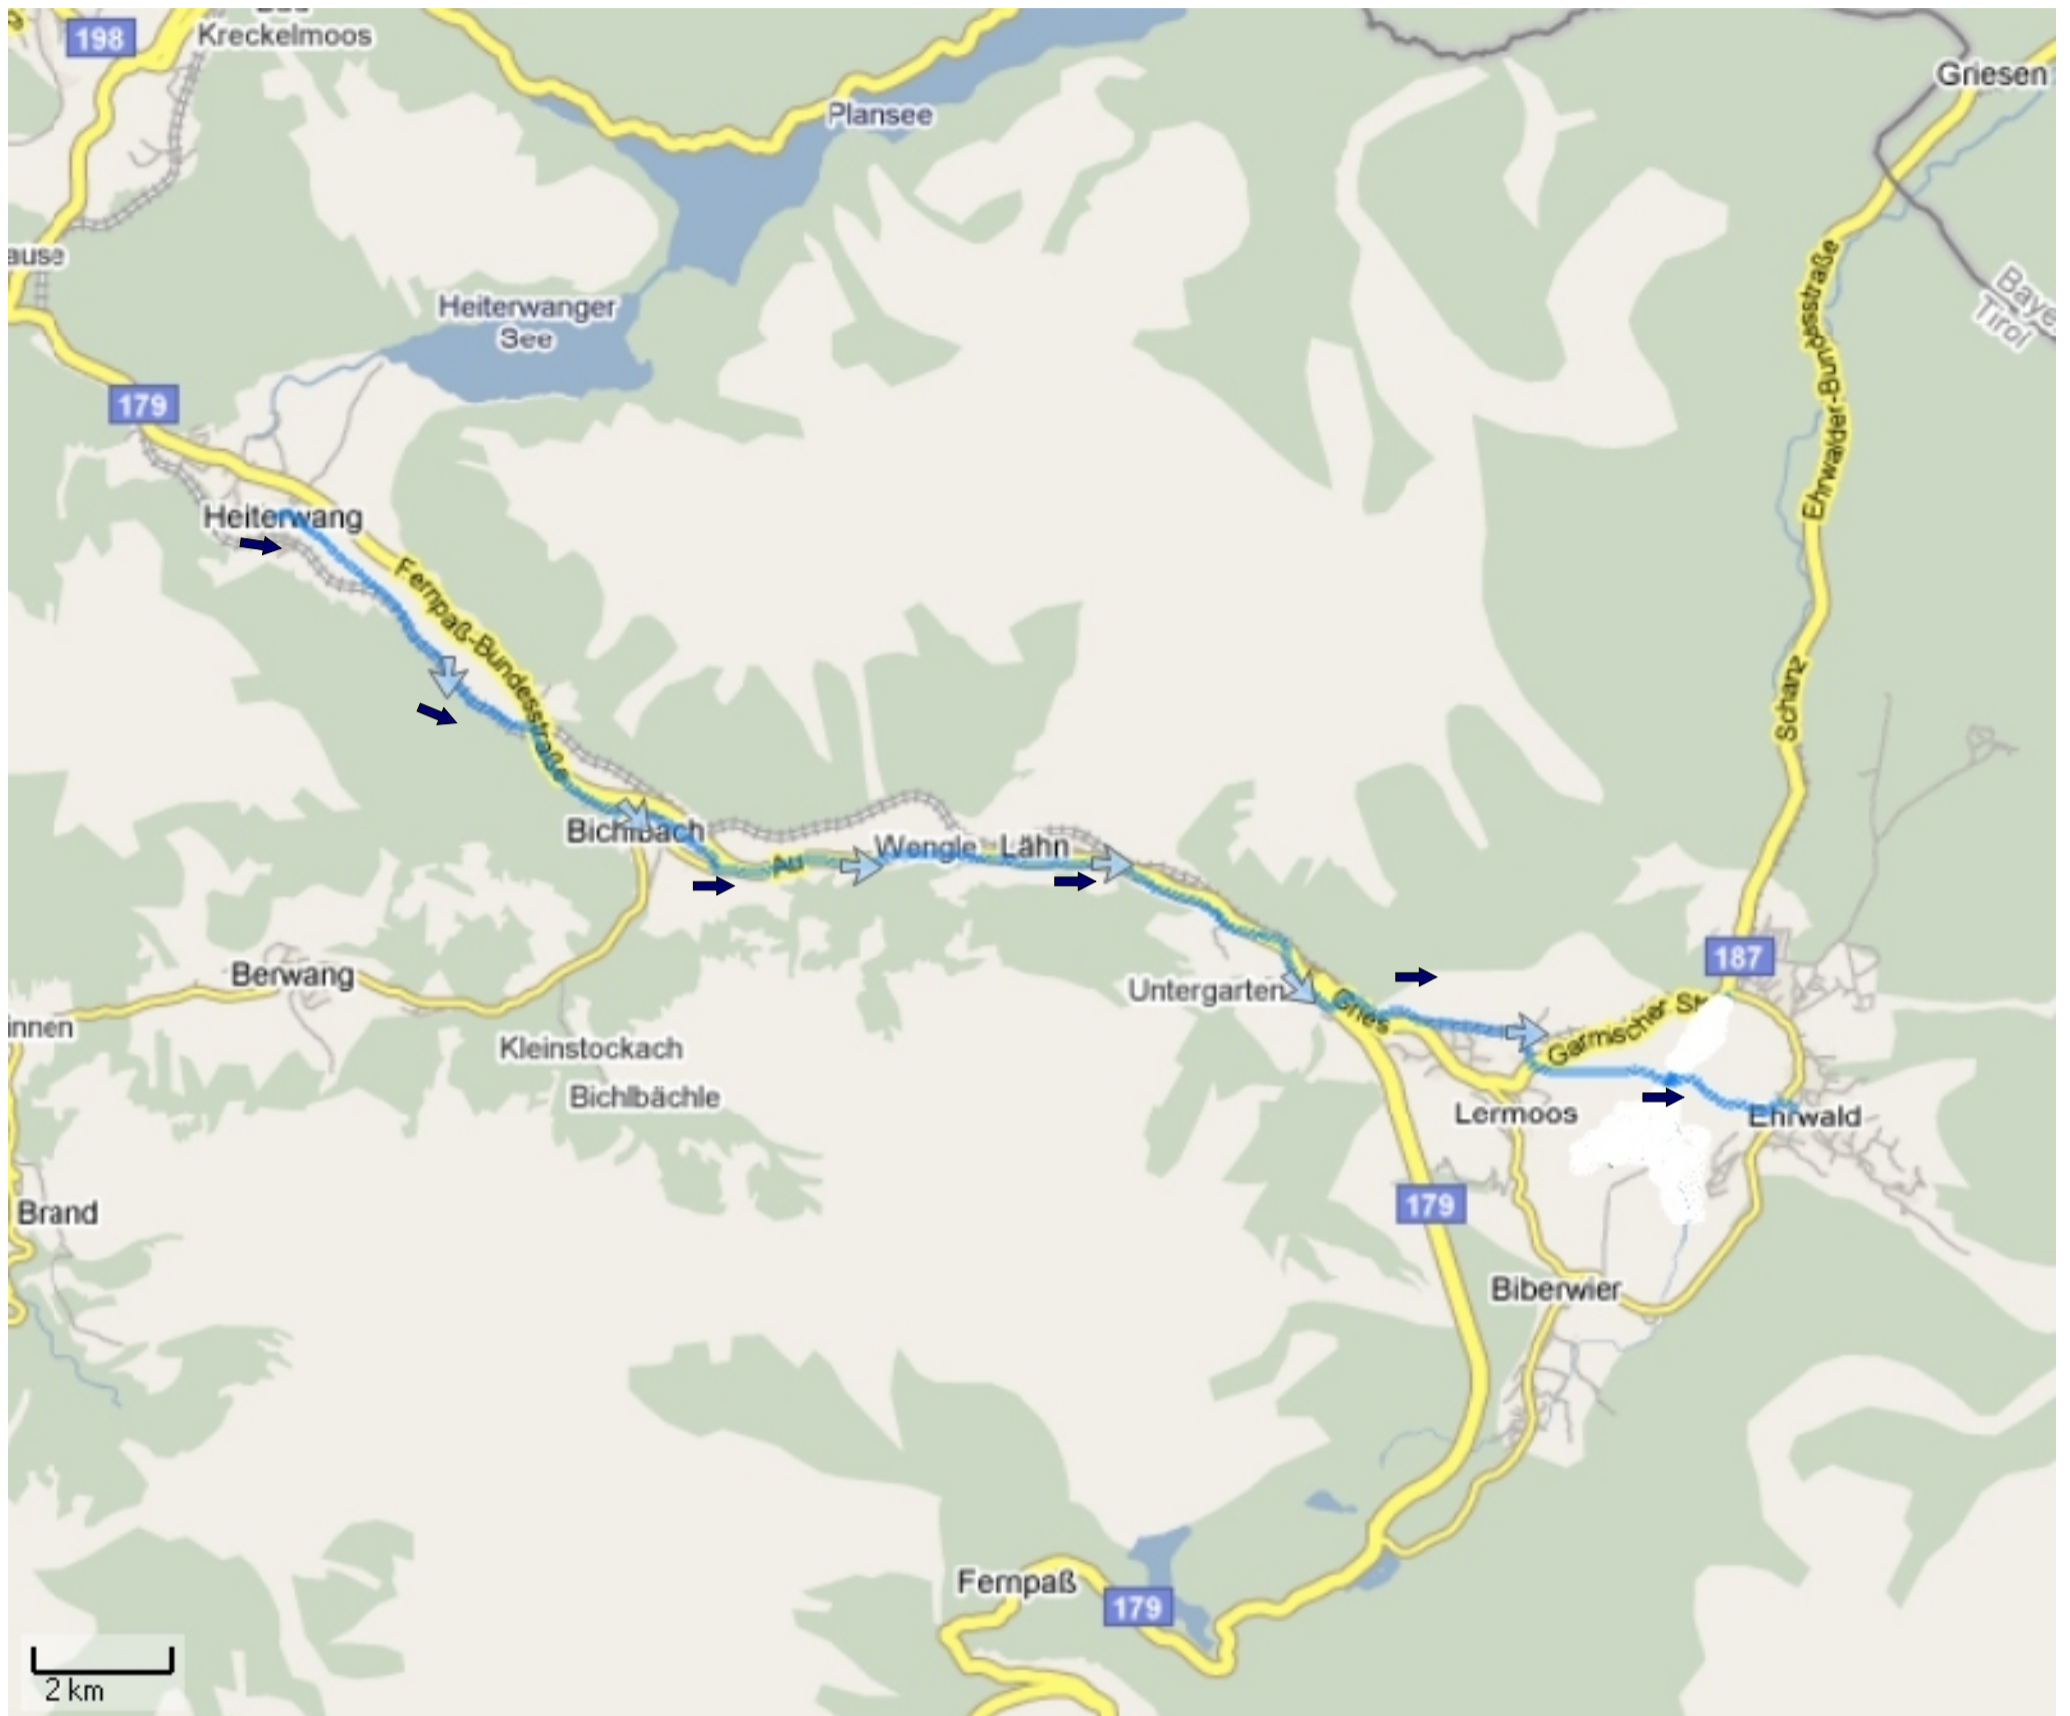 198
Kreckelmoos
Griesen
Plansee
ause
Bundesstraße
Ehrwalder-
Baye
Tirol
Heiterwanger
See
179
Heiterwang
Fernpaß-Bundesstraße
Schanz
Bichlbach
Au
Wengle
Lähn
187
Berwang
Untergarten
Gries
Garmischer St
innen
Kleinstockach
Bichlbächle
Lermoos
Ehrwald
Brand
179
Biberwier
Fernpaß
179
2 km